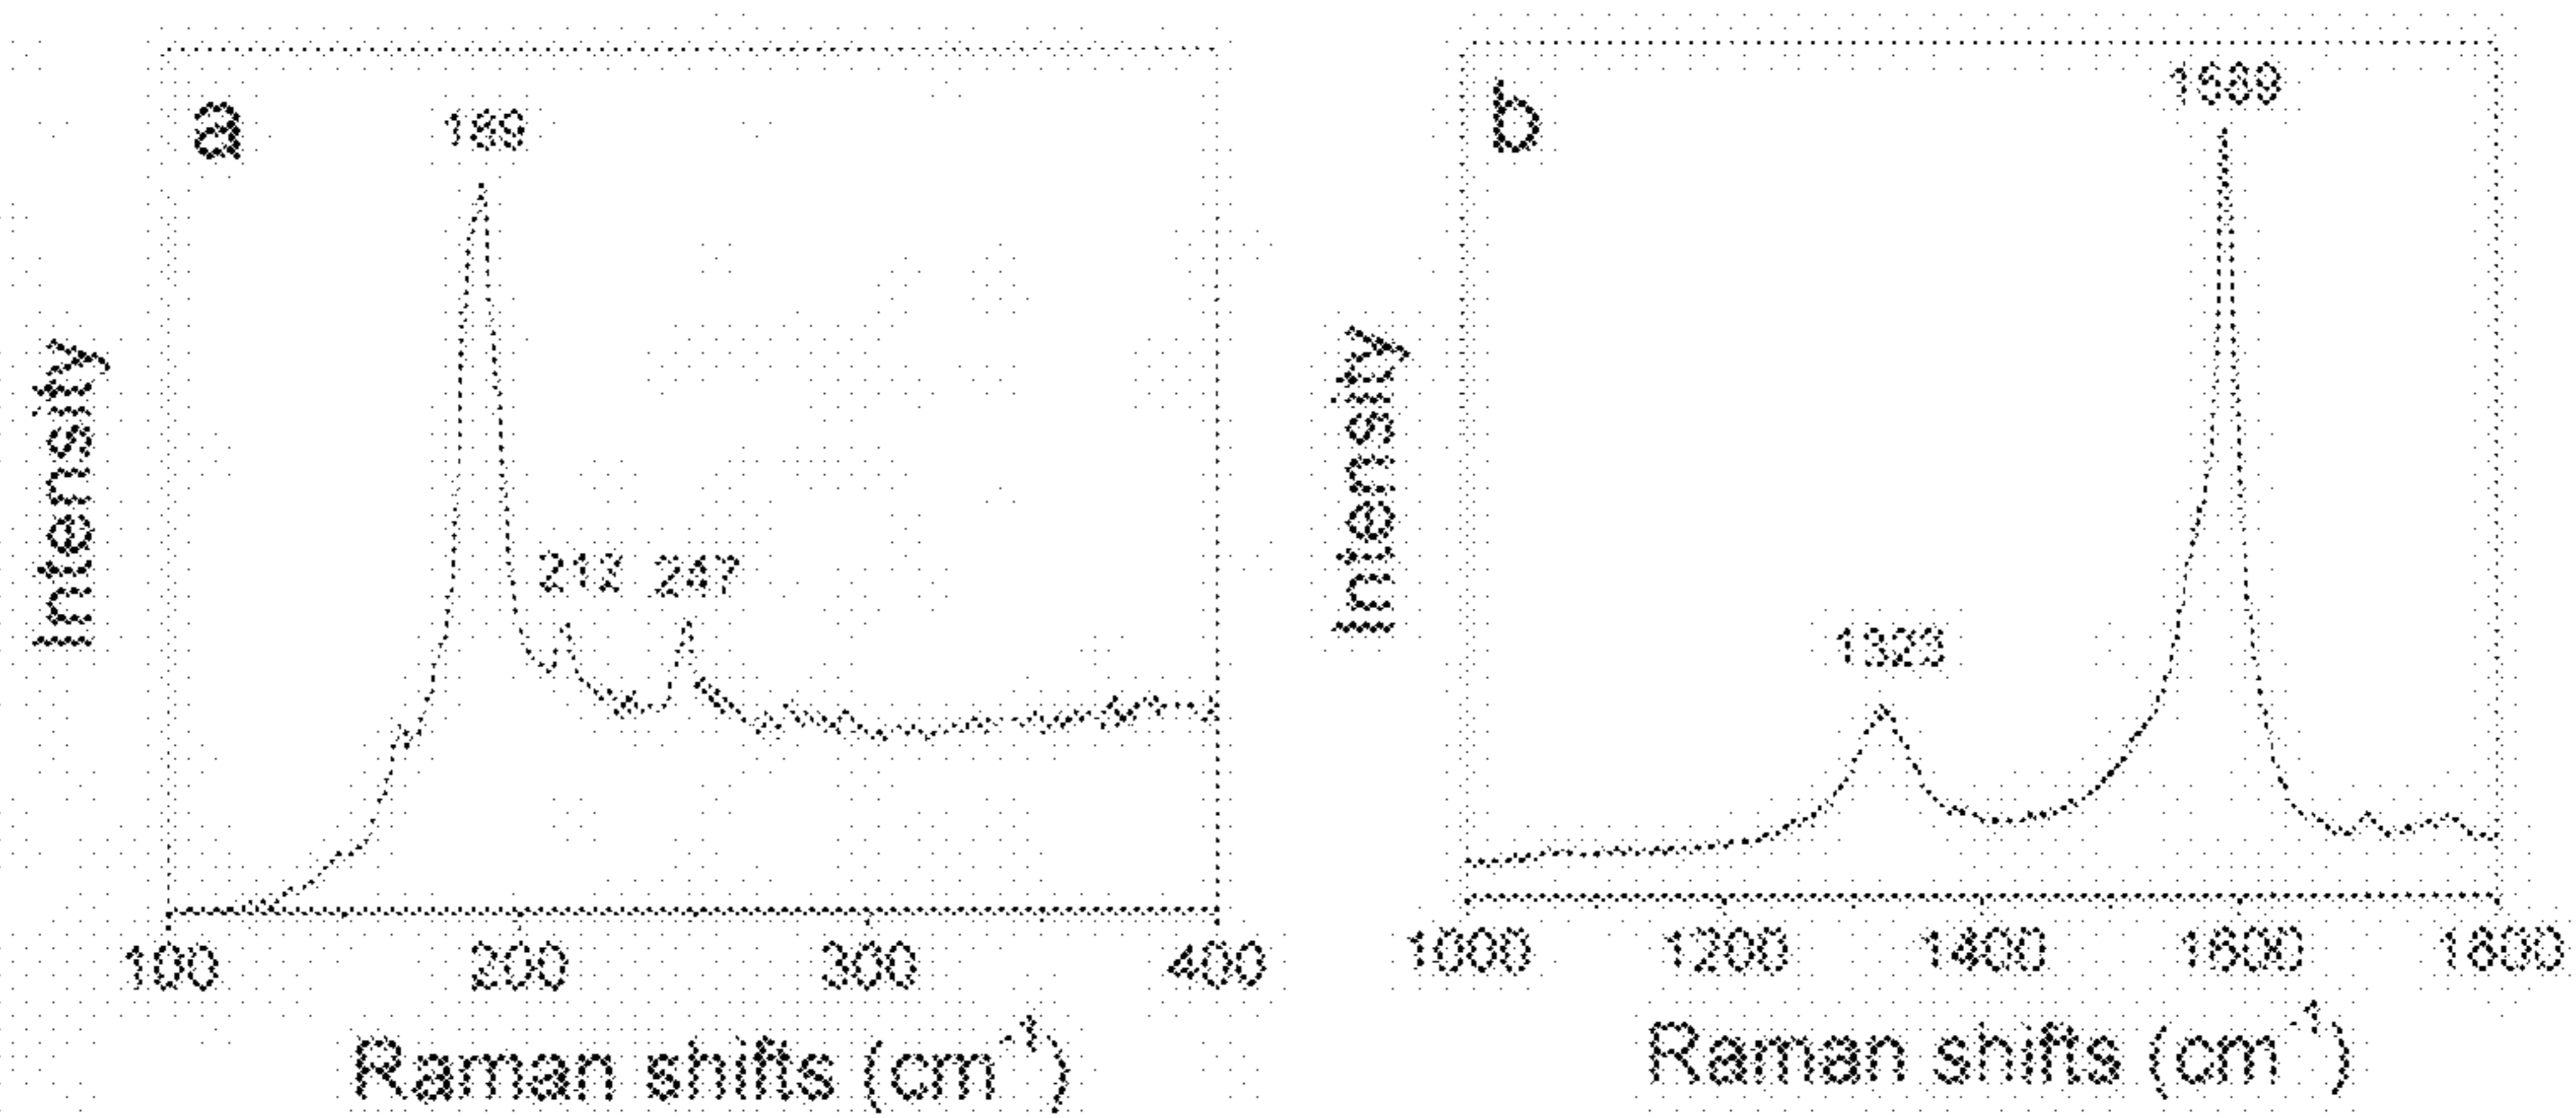 a
189
212 247
Intensity
100 200 300 400
Raman shifts (cm⁻¹)
b
1589
1323
Intensity
1000 1200 1400 1600 1800
Raman shifts (cm⁻¹)